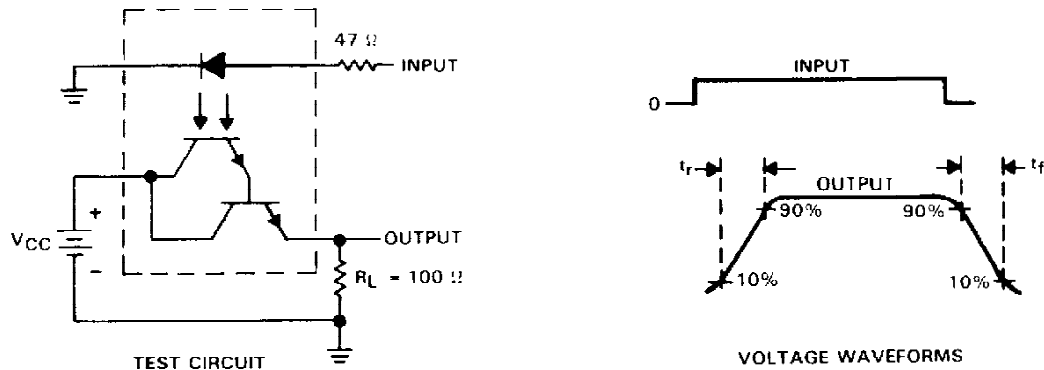 47 Ω
INPUT
+
VCC
−
OUTPUT
RL = 100 Ω
TEST CIRCUIT
INPUT
0
tr
tf
OUTPUT
90%
90%
10%
10%
VOLTAGE WAVEFORMS